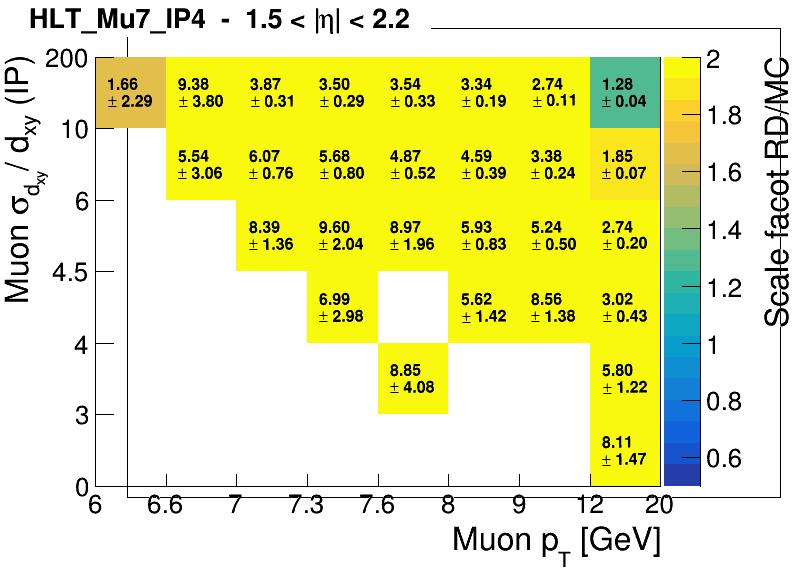 HLT_Mu7_IP4 - 1.5 < |η| < 2.2
Muon σ_dxy / d_xy (IP)
200
10
6
4.5
4
3
0
1.66 9.38 3.87 3.50 3.54 3.34 2.74 1.28
± 2.29 ± 3.80 ± 0.31 ± 0.29 ± 0.33 ± 0.19 ± 0.11 ± 0.04
5.54 6.07 5.68 4.87 4.59 3.38 1.85
± 3.06 ± 0.76 ± 0.80 ± 0.52 ± 0.39 ± 0.24 ± 0.07
8.39 9.60 8.97 5.93 5.24 2.74
± 1.36 ± 2.04 ± 1.96 ± 0.83 ± 0.50 ± 0.20
6.99 5.62 8.56 3.02
± 2.98 ± 1.42 ± 1.38 ± 0.43
8.85 5.80
± 4.08 ± 1.22
8.11
± 1.47
6 6.6 7 7.3 7.6 8 9 12 20
Muon p_T [GeV]
2
1.8
1.6
1.4
1.2
1
0.8
0.6
Scale facot RD/MC